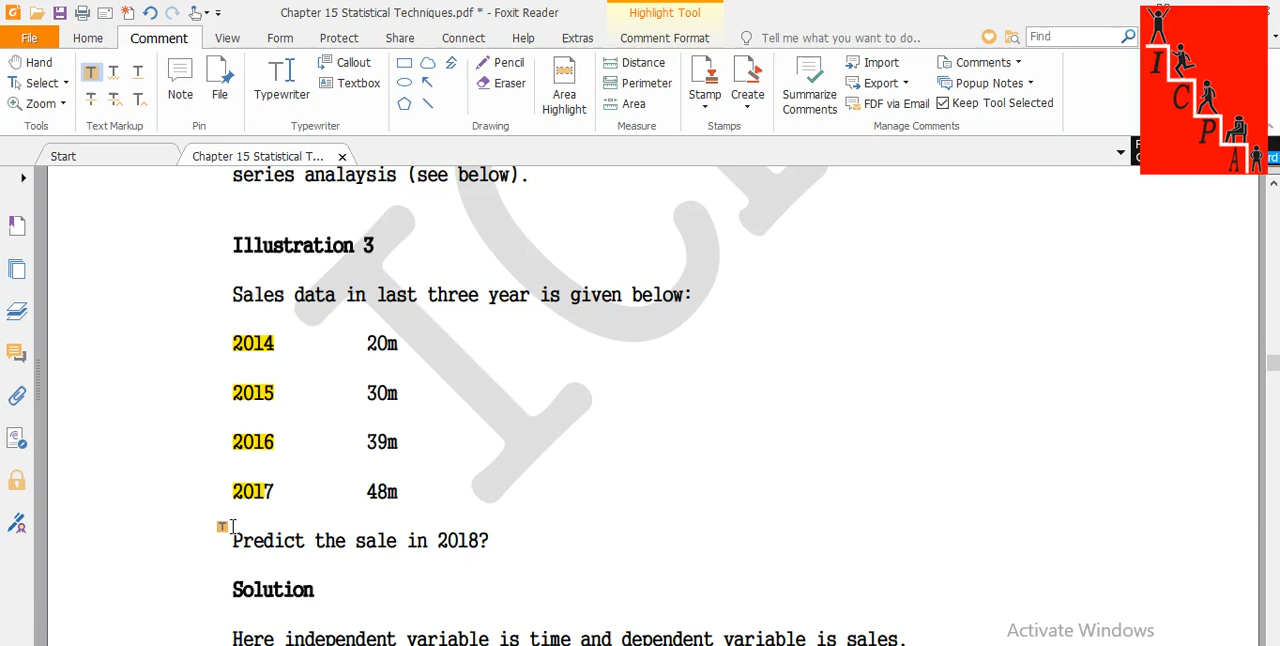 Chapter 15 Statistical Techniques.pdf * - Foxit Reader
Highlight Tool
File Home Comment View Form Protect Share Connect Help Extras Comment Format Tell me what you want to do.. Find
Hand
Select
Zoom
Tools
Text Markup
Note
File
Pin
Typewriter
Callout
Textbox
Typewriter
Pencil
Eraser
Area Highlight
Drawing
Distance
Perimeter
Area
Measure
Stamp
Create
Stamps
Summarize Comments
Import
Export
FDF via Email
Comments
Popup Notes
Keep Tool Selected
Manage Comments
I
C
P
A
Start
Chapter 15 Statistical T...
series analaysis (see below).
Illustration 3
Sales data in last three year is given below:
2014 20m
2015 30m
2016 39m
2017 48m
Predict the sale in 2018?
Solution
Here independent variable is time and dependent variable is sales.
Activate Windows